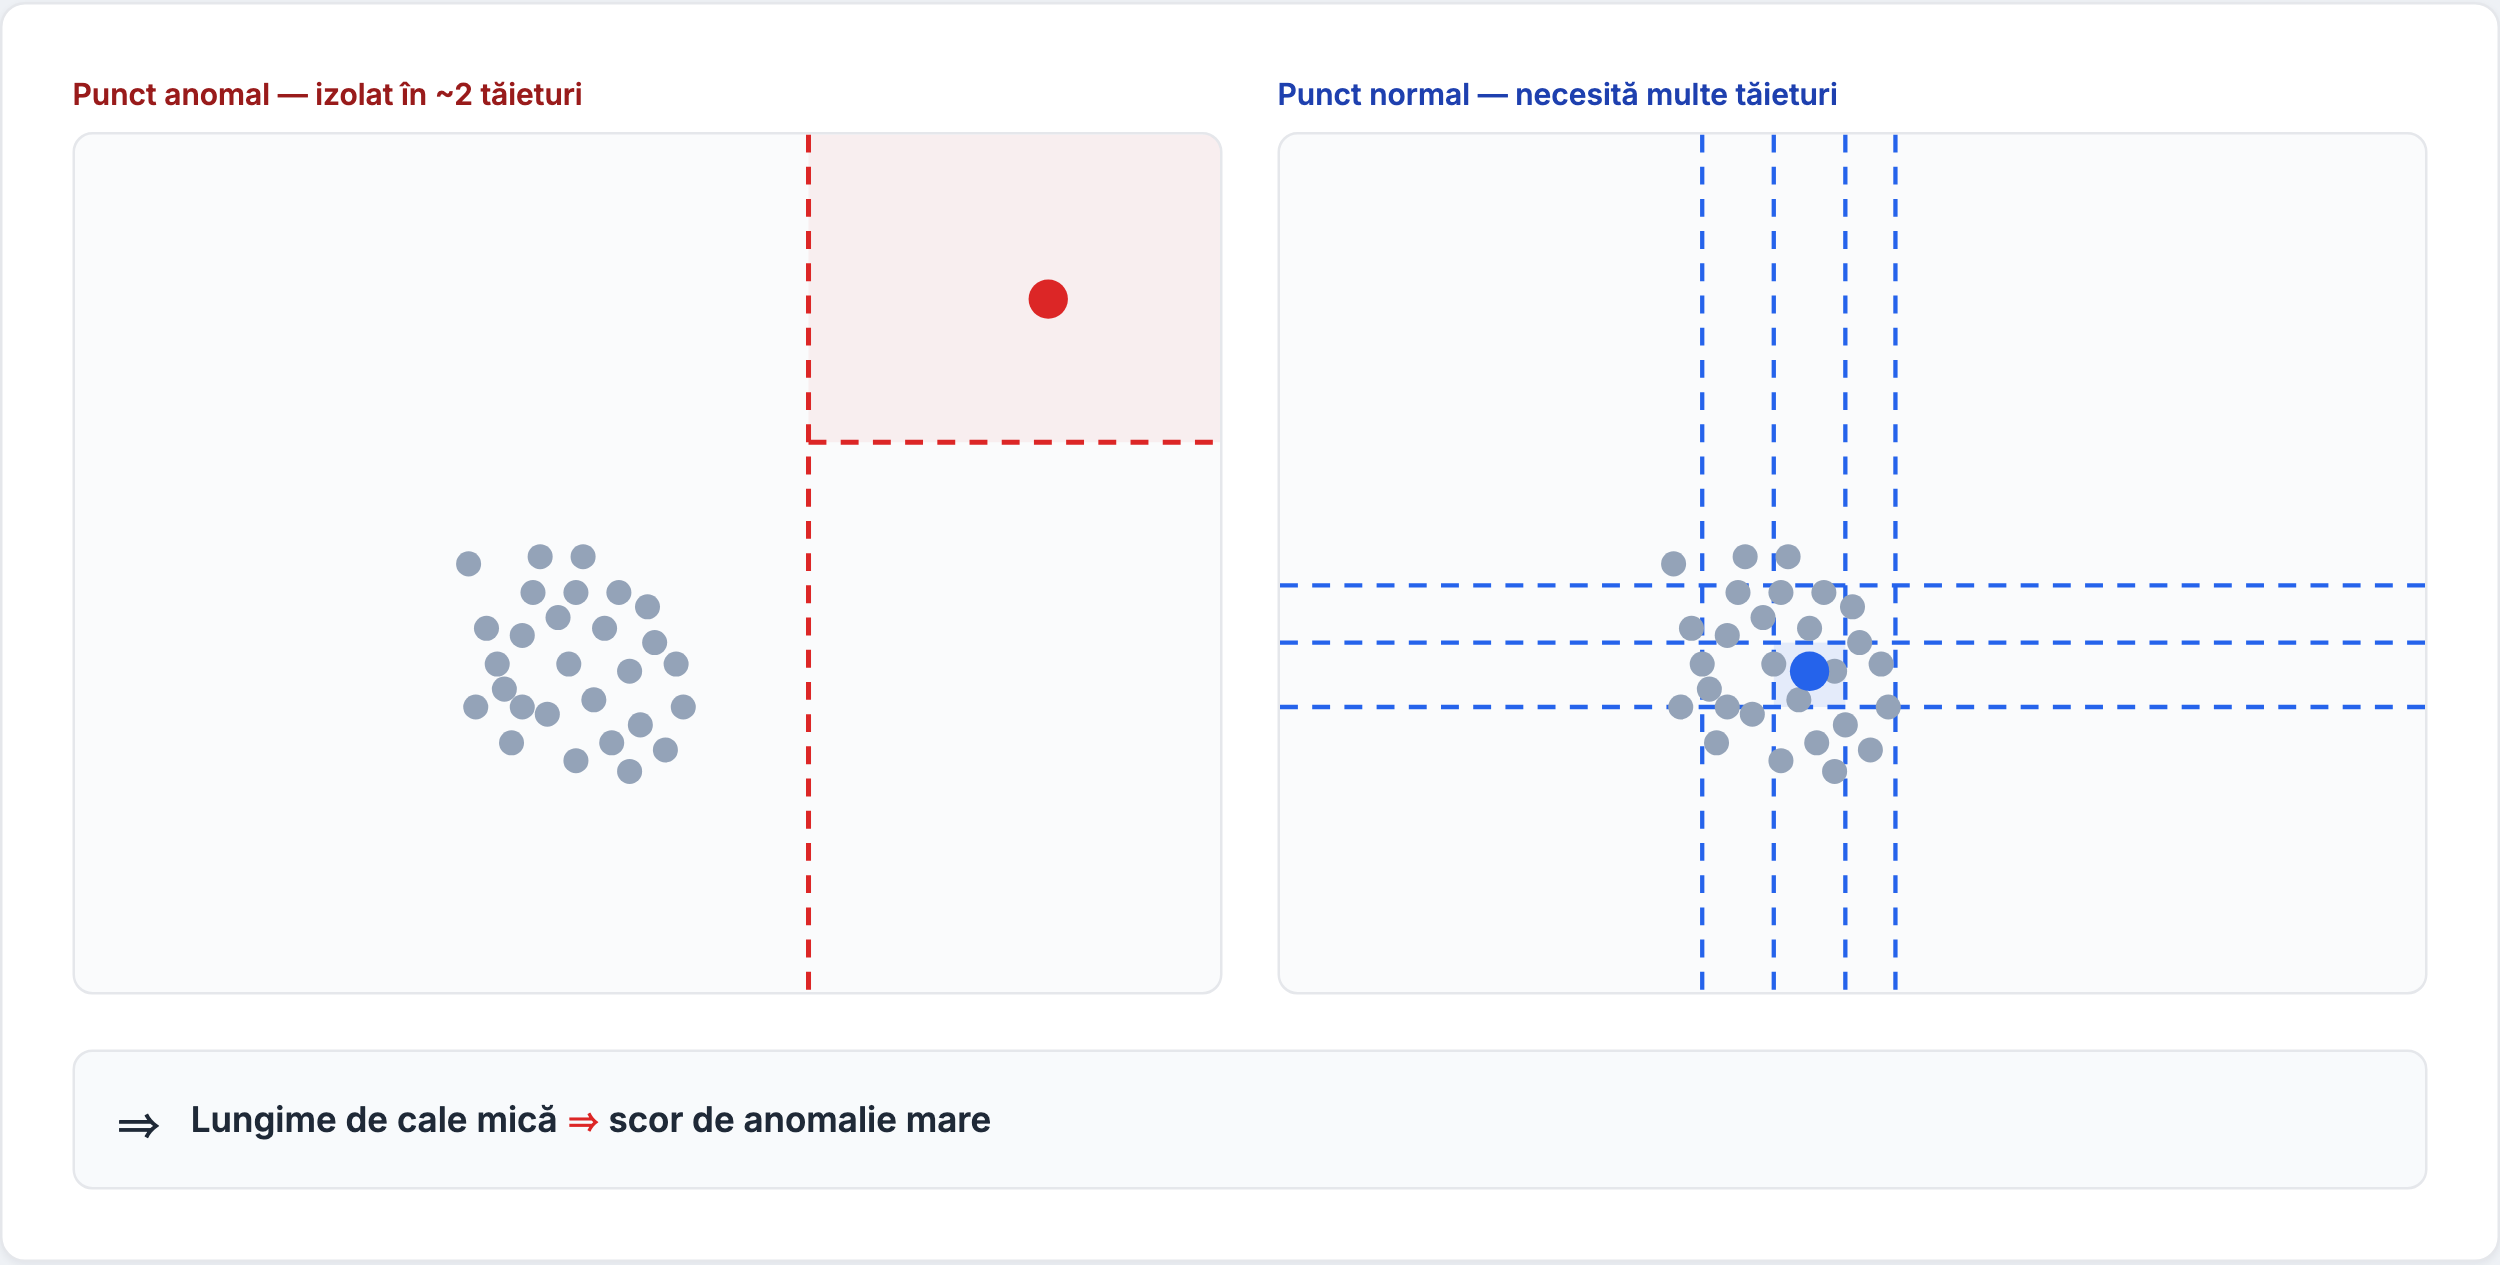 Punct anomal — izolat în ~2 tăieturi
Punct normal — necesită multe tăieturi
⇒ Lungime de cale mică ⇒ scor de anomalie mare